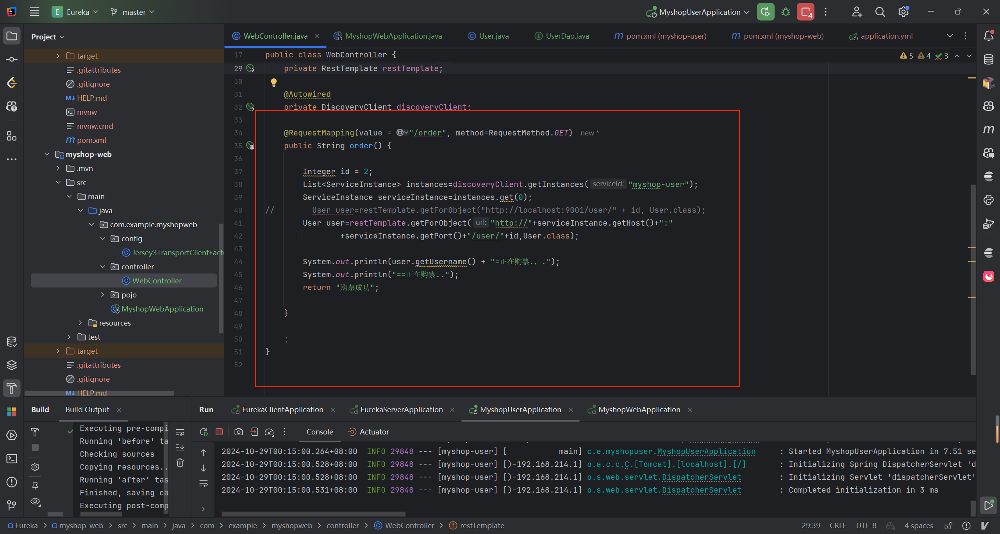 E Eureka master MyshopUserApplication 4
Project
WebController.java MyshopWebApplication.java User.java UserDao.java pom.xml (myshop-user) pom.xml (myshop-web) application.yml
target
.gitattributes
.gitignore
HELP.md
mvnw
mvnw.cmd
pom.xml
myshop-web
.mvn
src
main
java
com.example.myshopweb
config
Jersey3TransportClientFact
controller
WebController
pojo
MyshopWebApplication
resources
test
target
.gitattributes
.gitignore
HELP.md
17 public class WebController {
5 4 3
29 private RestTemplate restTemplate;
30
31 @Autowired
32 private DiscoveryClient discoveryClient;
33
34 @RequestMapping(value = "/order", method=RequestMethod.GET) new *
35 public String order() {
36
37 Integer id = 2;
38 List<ServiceInstance> instances=discoveryClient.getInstances( serviceId: "myshop-user");
39 ServiceInstance serviceInstance=instances.get(0);
40 // User user=restTemplate.getForObject("http://localhost:9001/user/" + id, User.class);
41 User user=restTemplate.getForObject( url: "http://"+serviceInstance.getHost()+":"
42 +serviceInstance.getPort()+"/user/"+id,User.class);
43
44 System.out.println(user.getUsername() + "=正在购票.，.");
45 System.out.println("==正在购票..");
46 return "购票成功";
47
48 }
49
50 ;
51 }
52
Build Build Output
Executing pre-compi
Running 'before' ta
Checking sources
Copying resources..
Running 'after' tas
Finished, saving ca
Executing post-comp
Run EurekaClientApplication EurekaServerApplication MyshopUserApplication MyshopWebApplication
Console Actuator
2024-10-29T00:15:00.264+08:00 INFO 29848 --- [myshop-user] [ main] c.e.myshopuser.MyshopUserApplication : Started MyshopUserApplication in 7.51 se
2024-10-29T00:15:00.528+08:00 INFO 29848 --- [myshop-user] [)-192.168.214.1] o.a.c.c.C.[Tomcat].[localhost].[/] : Initializing Spring DispatcherServlet 'd
2024-10-29T00:15:00.528+08:00 INFO 29848 --- [myshop-user] [)-192.168.214.1] o.s.web.servlet.DispatcherServlet : Initializing Servlet 'dispatcherServlet'
2024-10-29T00:15:00.531+08:00 INFO 29848 --- [myshop-user] [)-192.168.214.1] o.s.web.servlet.DispatcherServlet : Completed initialization in 3 ms
Eureka > myshop-web > src > main > java > com > example > myshopweb > controller > WebController > restTemplate
29:39 CRLF UTF-8 4 spaces